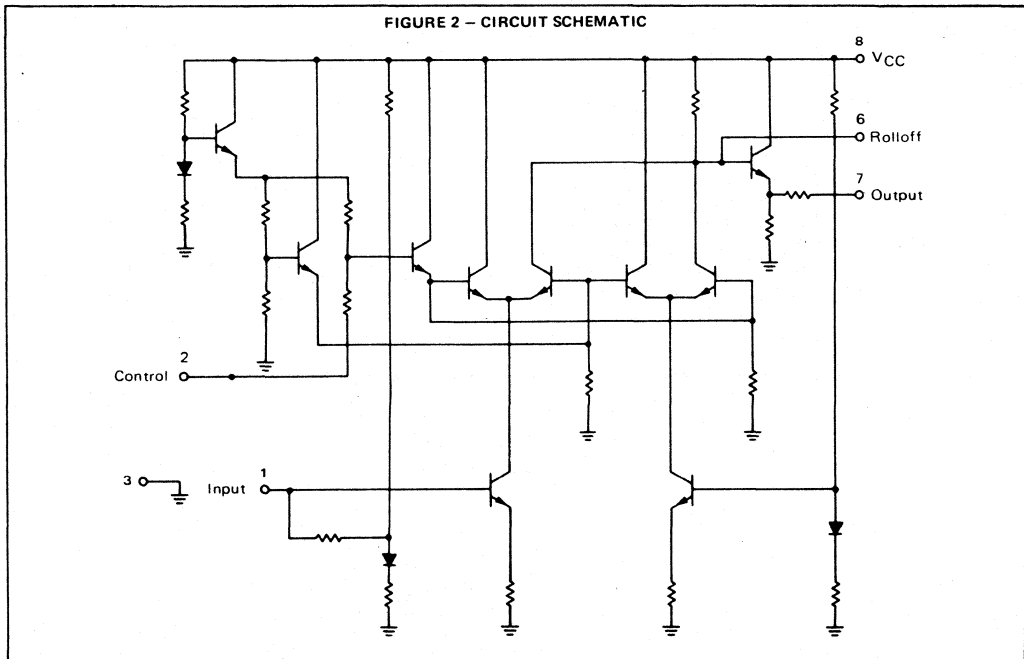 FIGURE 2 – CIRCUIT SCHEMATIC
8
VCC
6
Rolloff
7
Output
2
Control
3
1
Input